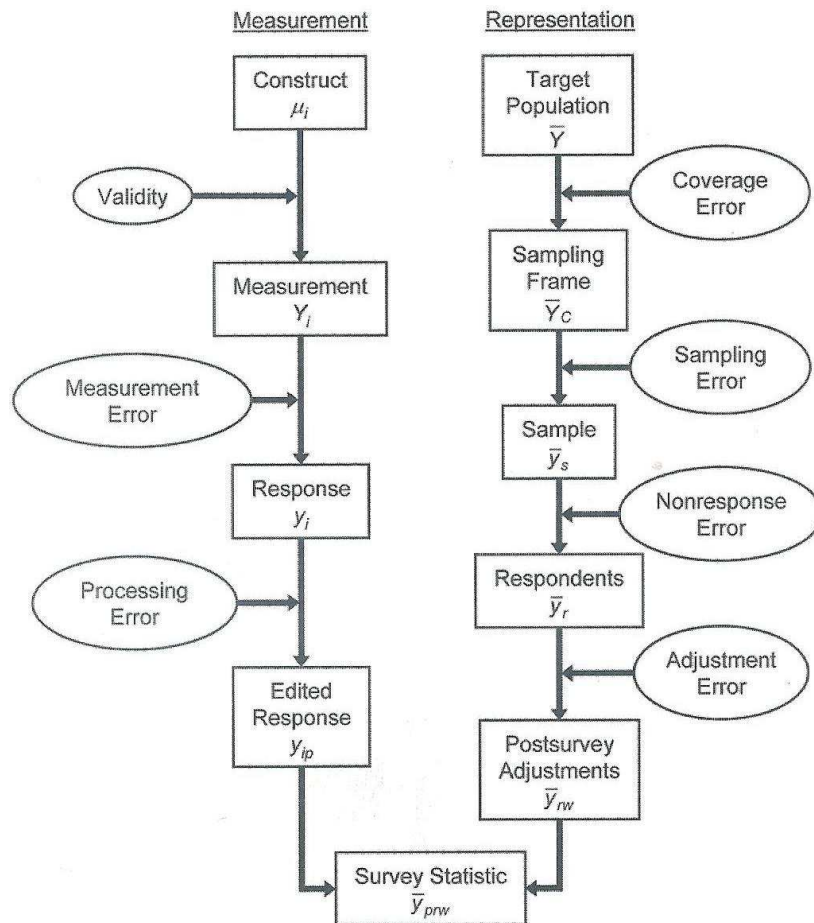 Measurement
Construct
μi
Validity
Measurement
Yi
Measurement
Error
Response
yi
Processing
Error
Edited
Response
yip
Representation
Target
Population
Ȳ
Coverage
Error
Sampling
Frame
ȲC
Sampling
Error
Sample
ȳs
Nonresponse
Error
Respondents
ȳr
Adjustment
Error
Postsurvey
Adjustments
ȳrw
Survey Statistic
ȳprw